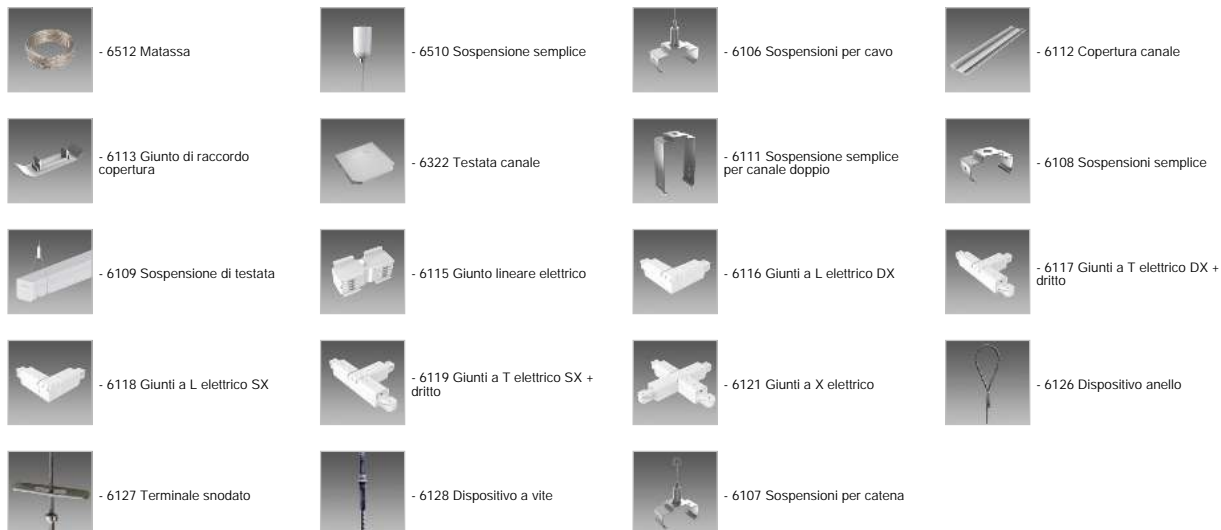 - 6512 Matassa
- 6510 Sospensione semplice
- 6106 Sospensioni per cavo
- 6112 Copertura canale
- 6113 Giunto di raccordo
copertura
- 6322 Testata canale
- 6111 Sospensione semplice
per canale doppio
- 6108 Sospensioni semplice
- 6109 Sospensione di testata
- 6115 Giunto lineare elettrico
- 6116 Giunti a L elettrico DX
- 6117 Giunti a T elettrico DX +
dritto
- 6118 Giunti a L elettrico SX
- 6119 Giunti a T elettrico SX +
dritto
- 6121 Giunti a X elettrico
- 6126 Dispositivo anello
- 6127 Terminale snodato
- 6128 Dispositivo a vite
- 6107 Sospensioni per catena